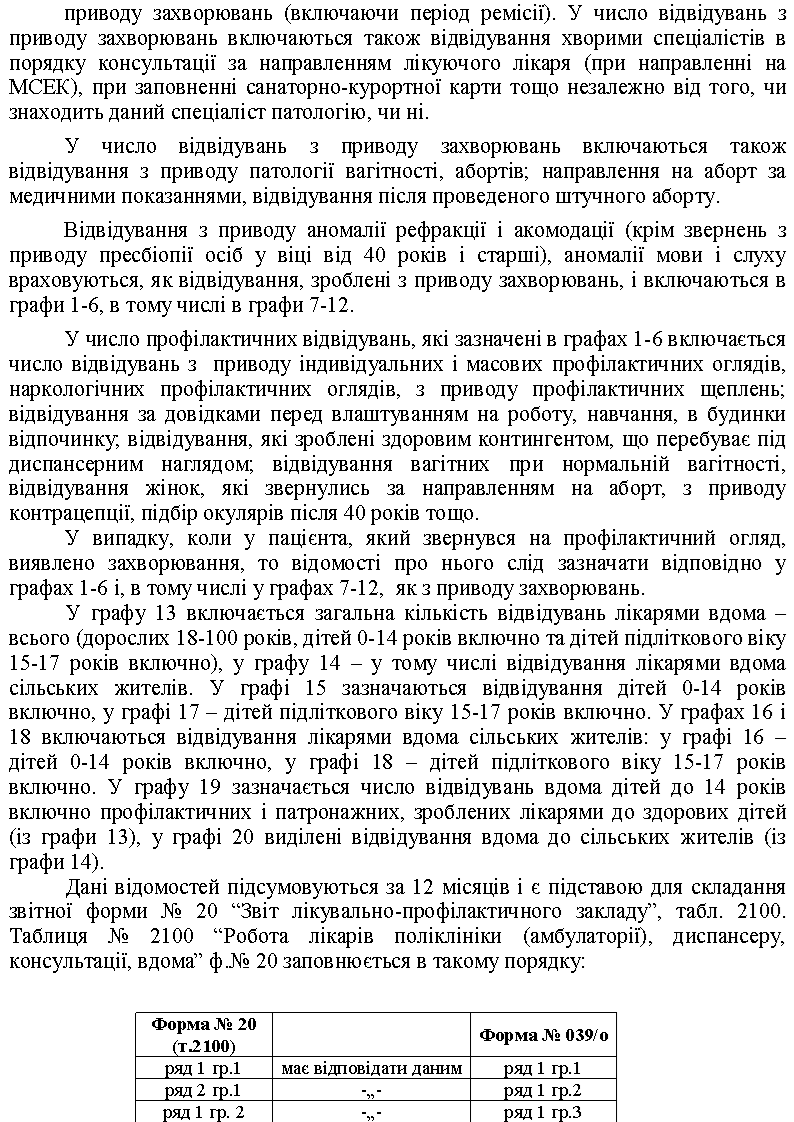 приводу захворювань (включаючи період ремісії). У число відвідувань з
приводу захворювань включаються також відвідування хворими спеціалістів в
порядку консультації за направленням лікуючого лікаря (при направленні на
МСЕК), при заповненні санаторно-курортної карти тощо незалежно від того, чи
знаходить даний спеціаліст патологію, чи ні.
У число відвідувань з приводу захворювань включаються також
відвідування з приводу патології вагітності, абортів; направлення на аборт за
медичними показаннями, відвідування після проведеного штучного аборту.
Відвідування з приводу аномалії рефракції і акомодації (крім звернень з
приводу пресбіопії осіб у віці від 40 років і старші), аномалії мови і слуху
враховуються, як відвідування, зроблені з приводу захворювань, і включаються в
графи 1-6, в тому числі в графи 7-12.
У число профілактичних відвідувань, які зазначені в графах 1-6 включається
число відвідувань з приводу індивідуальних і масових профілактичних оглядів,
наркологічних профілактичних оглядів, з приводу профілактичних щеплень;
відвідування за довідками перед влаштуванням на роботу, навчання, в будинки
відпочинку; відвідування, які зроблені здоровим контингентом, що перебуває під
диспансерним наглядом; відвідування вагітних при нормальній вагітності,
відвідування жінок, які звернулись за направленням на аборт, з приводу
контрацепції, підбір окулярів після 40 років тощо.
У випадку, коли у пацієнта, який звернувся на профілактичний огляд,
виявлено захворювання, то відомості про нього слід зазначати відповідно у
графах 1-6 і, в тому числі у графах 7-12, як з приводу захворювань.
У графу 13 включається загальна кількість відвідувань лікарями вдома –
всього (дорослих 18-100 років, дітей 0-14 років включно та дітей підліткового віку
15-17 років включно), у графу 14 – у тому числі відвідування лікарями вдома
сільських жителів. У графі 15 зазначаються відвідування дітей 0-14 років
включно, у графі 17 – дітей підліткового віку 15-17 років включно. У графах 16 і
18 включаються відвідування лікарями вдома сільських жителів: у графі 16 –
дітей 0-14 років включно, у графі 18 – дітей підліткового віку 15-17 років
включно. У графу 19 зазначається число відвідувань вдома дітей до 14 років
включно профілактичних і патронажних, зроблених лікарями до здорових дітей
(із графи 13), у графі 20 виділені відвідування вдома до сільських жителів (із
графи 14).
Дані відомостей підсумовуються за 12 місяців і є підставою для складання
звітної форми № 20 “Звіт лікувально-профілактичного закладу”, табл. 2100.
Таблиця № 2100 “Робота лікарів поліклініки (амбулаторії), диспансеру,
консультації, вдома” ф.№ 20 заповнюється в такому порядку:
Форма № 20
(т.2100)
Форма № 039/о
ряд 1 гр.1 має відповідати даним ряд 1 гр.1
ряд 2 гр.1 -„- ряд 1 гр.2
ряд 1 гр. 2 -„- ряд 1 гр.3